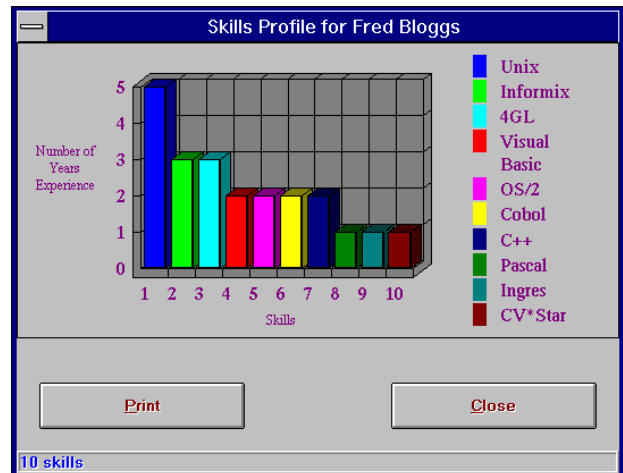 Skills Profile for Fred Bloggs
5
4
3
2
1
0
Number of
Years
Experience
1 2 3 4 5 6 7 8 9 10
Skills
Unix
Informix
4GL
Visual
Basic
OS/2
Cobol
C++
Pascal
Ingres
CV*Star
Print
Close
10 skills